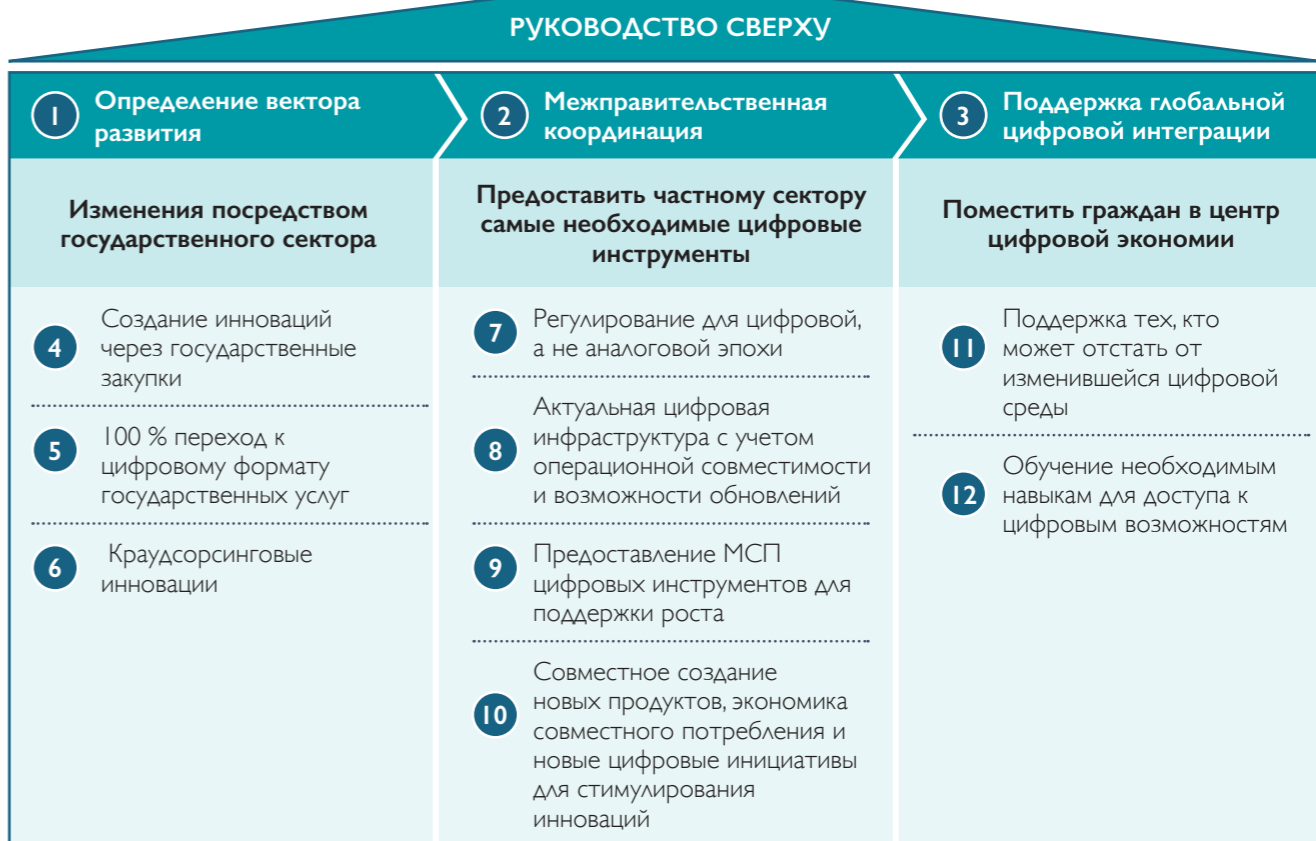 РУКОВОДСТВО СВЕРХУ
1
Определение вектора
развития
2
Межправительственная
координация
3
Поддержка глобальной
цифровой интеграции
Изменения посредством
государственного сектора
Предоставить частному сектору
самые необходимые цифровые
инструменты
Поместить граждан в центр
цифровой экономии
4
Создание инноваций
через государственные
закупки
5
100 % переход к
цифровому формату
государственных услуг
6
Краудсорсинговые
инновации
7
Регулирование для цифровой,
а не аналоговой эпохи
8
Актуальная цифровая
инфраструктура с учетом
операционной совместимости
и возможности обновлений
9
Предоставление МСП
цифровых инструментов для
поддержки роста
10
Совместное создание
новых продуктов, экономика
совместного потребления и
новые цифровые инициативы
для стимулирования
инноваций
11
Поддержка тех, кто
может отстать от
изменившейся цифровой
среды
12
Обучение необходимым
навыкам для доступа к
цифровым возможностям